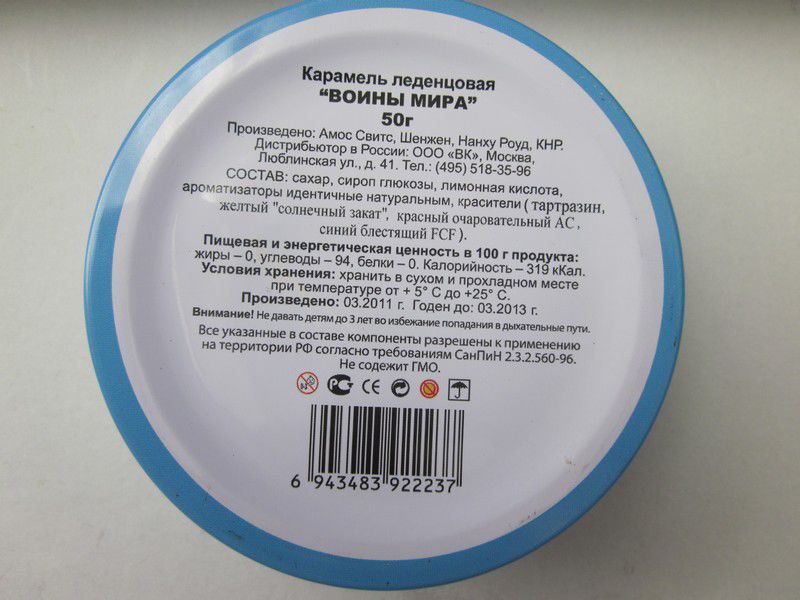 Карамель леденцовая
"ВОИНЫ МИРА"
50г
Произведено: Амос Свитс, Шенжен, Нанху Роуд, КНР.
Дистрибьютор в России: ООО «ВК», Москва,
Люблинская ул., д. 41. Тел.: (495) 518-35-96
СОСТАВ: сахар, сироп глюкозы, лимонная кислота,
ароматизаторы идентичные натуральным, красители ( тартразин,
желтый "солнечный закат", красный очаровательный АС ,
синий блестящий FCF ).
Пищевая и энергетическая ценность в 100 г продукта:
жиры – 0, углеводы – 94, белки – 0. Калорийность – 319 кКал.
Условия хранения: хранить в сухом и прохладном месте
при температуре от + 5° С до +25° С.
Произведено: 03.2011 г. Годен до: 03.2013 г.
Внимание! Не давать детям до 3 лет во избежание попадания в дыхательные пути.
Все указанные в составе компоненты разрешены к применению
на территории РФ согласно требованиям СанПиН 2.3.2.560-96.
Не содержит ГМО.
РСТ CE
6 943483 922237